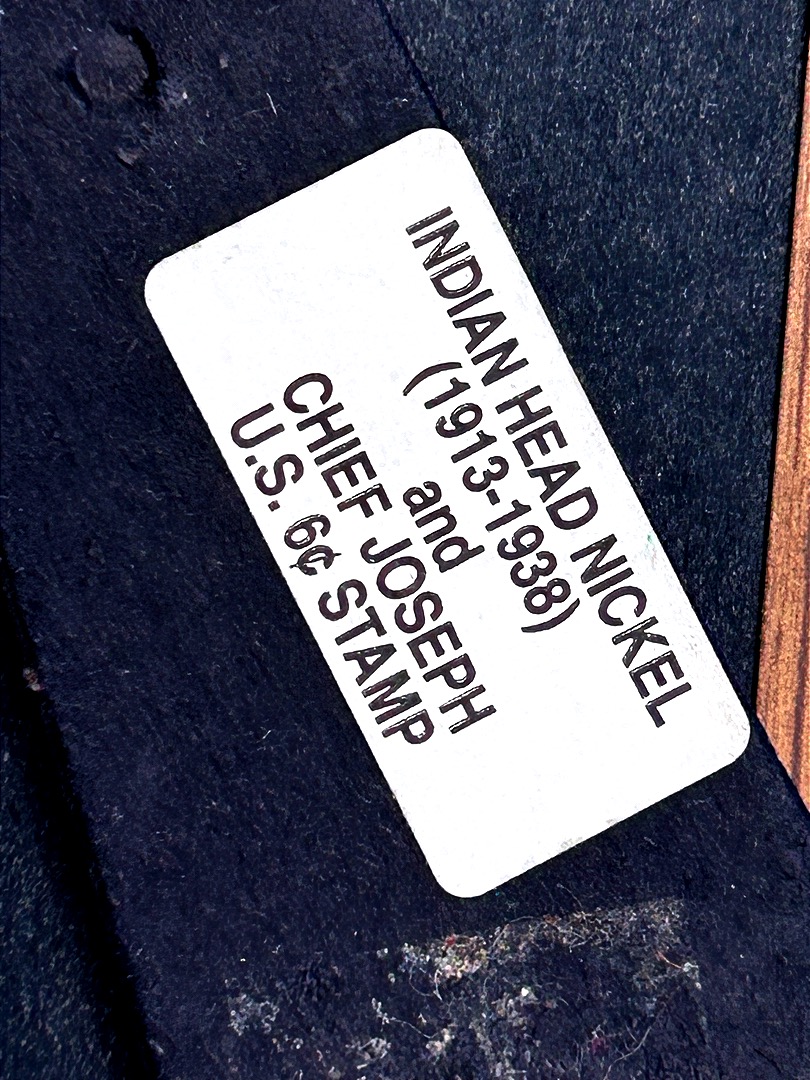 INDIAN HEAD NICKEL
(1913-1938)
and
CHIEF JOSEPH
U.S. 6¢ STAMP